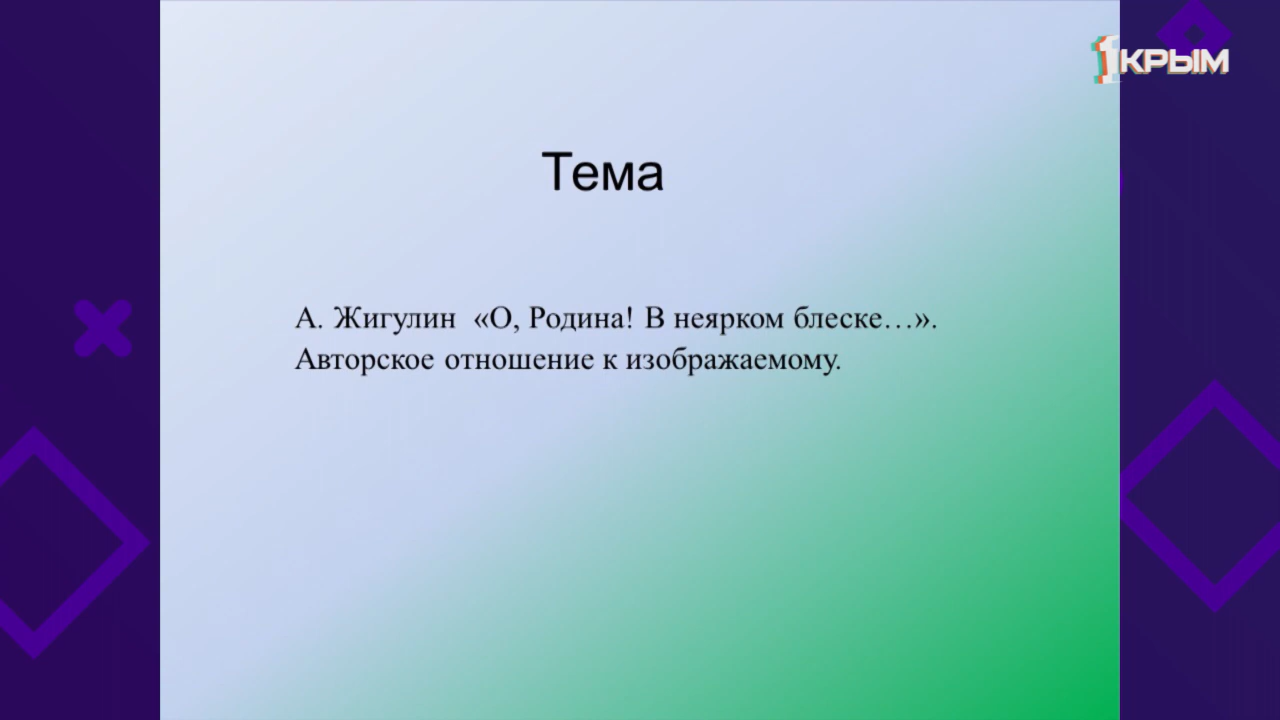 1КРЫМ
Тема
А. Жигулин «О, Родина! В неярком блеске…».
Авторское отношение к изображаемому.